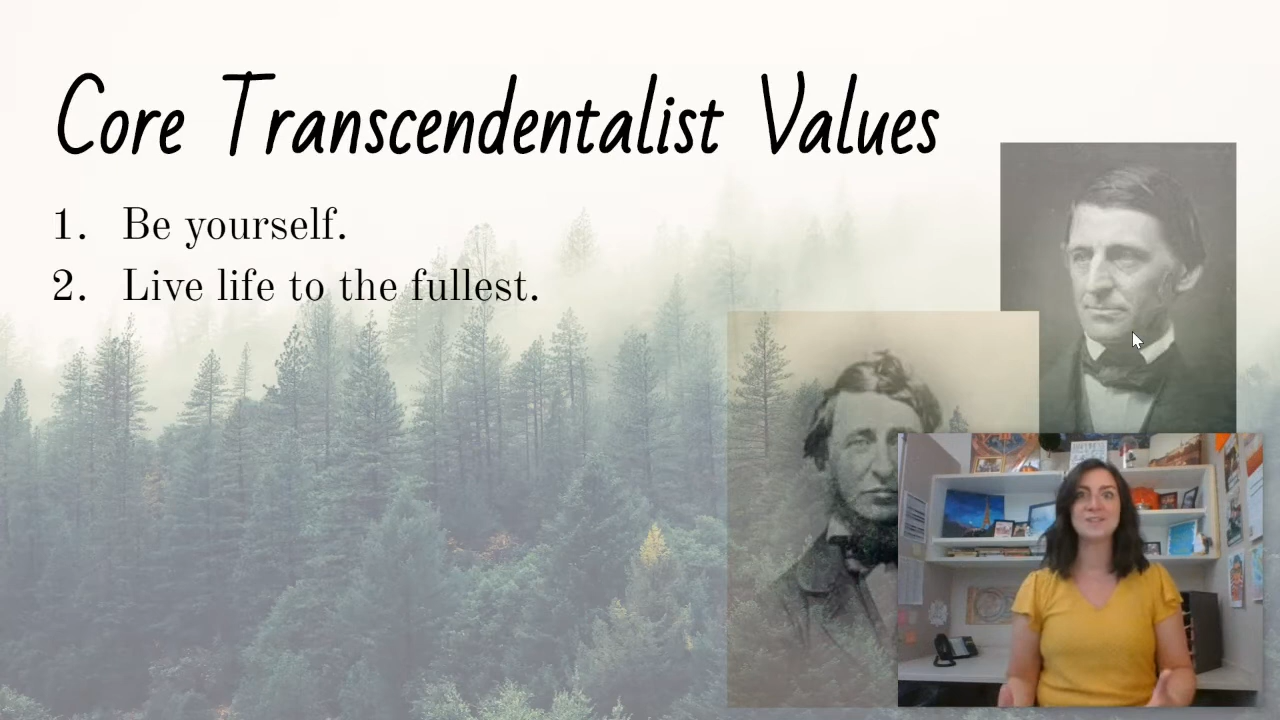 Core Transcendentalist Values
1. Be yourself.
2. Live life to the fullest.